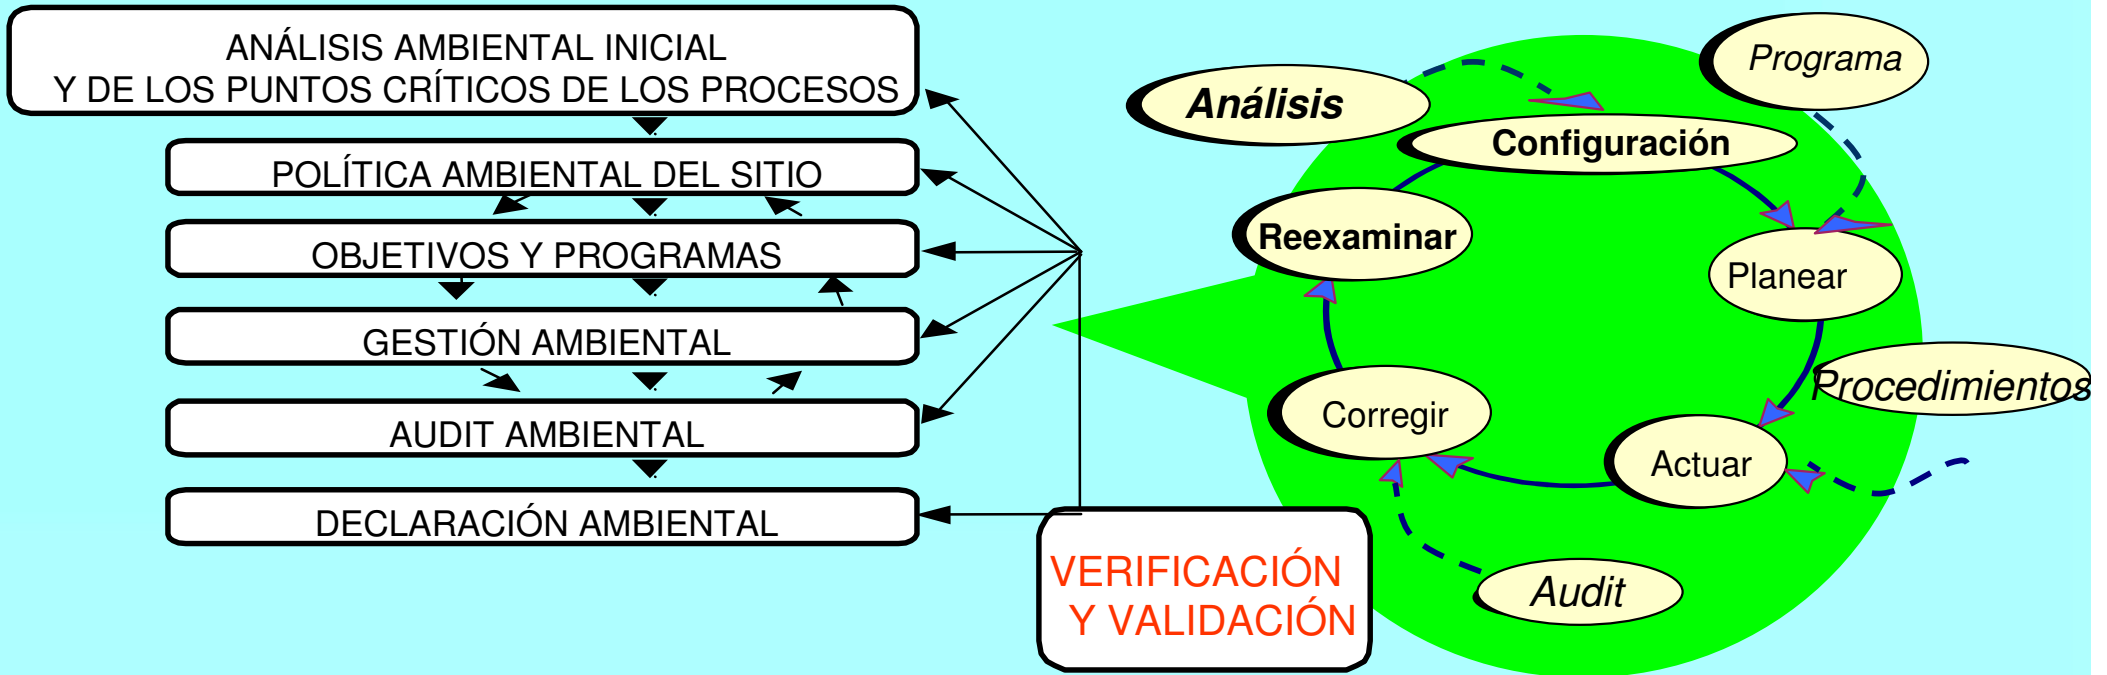 ANÁLISIS AMBIENTAL INICIAL
Y DE LOS PUNTOS CRÍTICOS DE LOS PROCESOS
POLÍTICA AMBIENTAL DEL SITIO
OBJETIVOS Y PROGRAMAS
GESTIÓN AMBIENTAL
AUDIT AMBIENTAL
DECLARACIÓN AMBIENTAL
VERIFICACIÓN
Y VALIDACIÓN
Programa
Análisis
Configuración
Reexaminar
Planear
Procedimientos
Corregir
Actuar
Audit